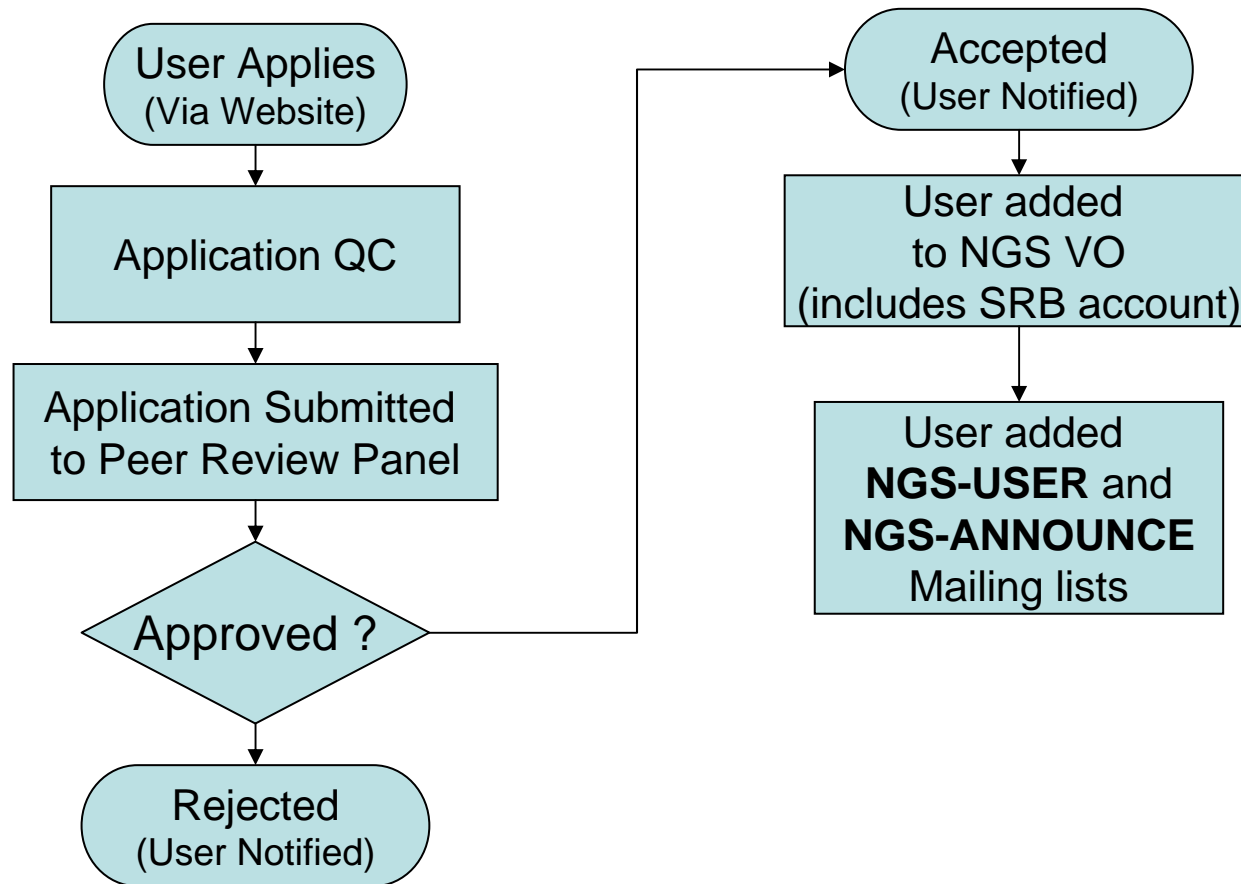 User Applies
(Via Website)
Application QC
Application Submitted
to Peer Review Panel
Approved ?
Rejected
(User Notified)
Accepted
(User Notified)
User added
to NGS VO
(includes SRB account)
User added
NGS-USER and
NGS-ANNOUNCE
Mailing lists